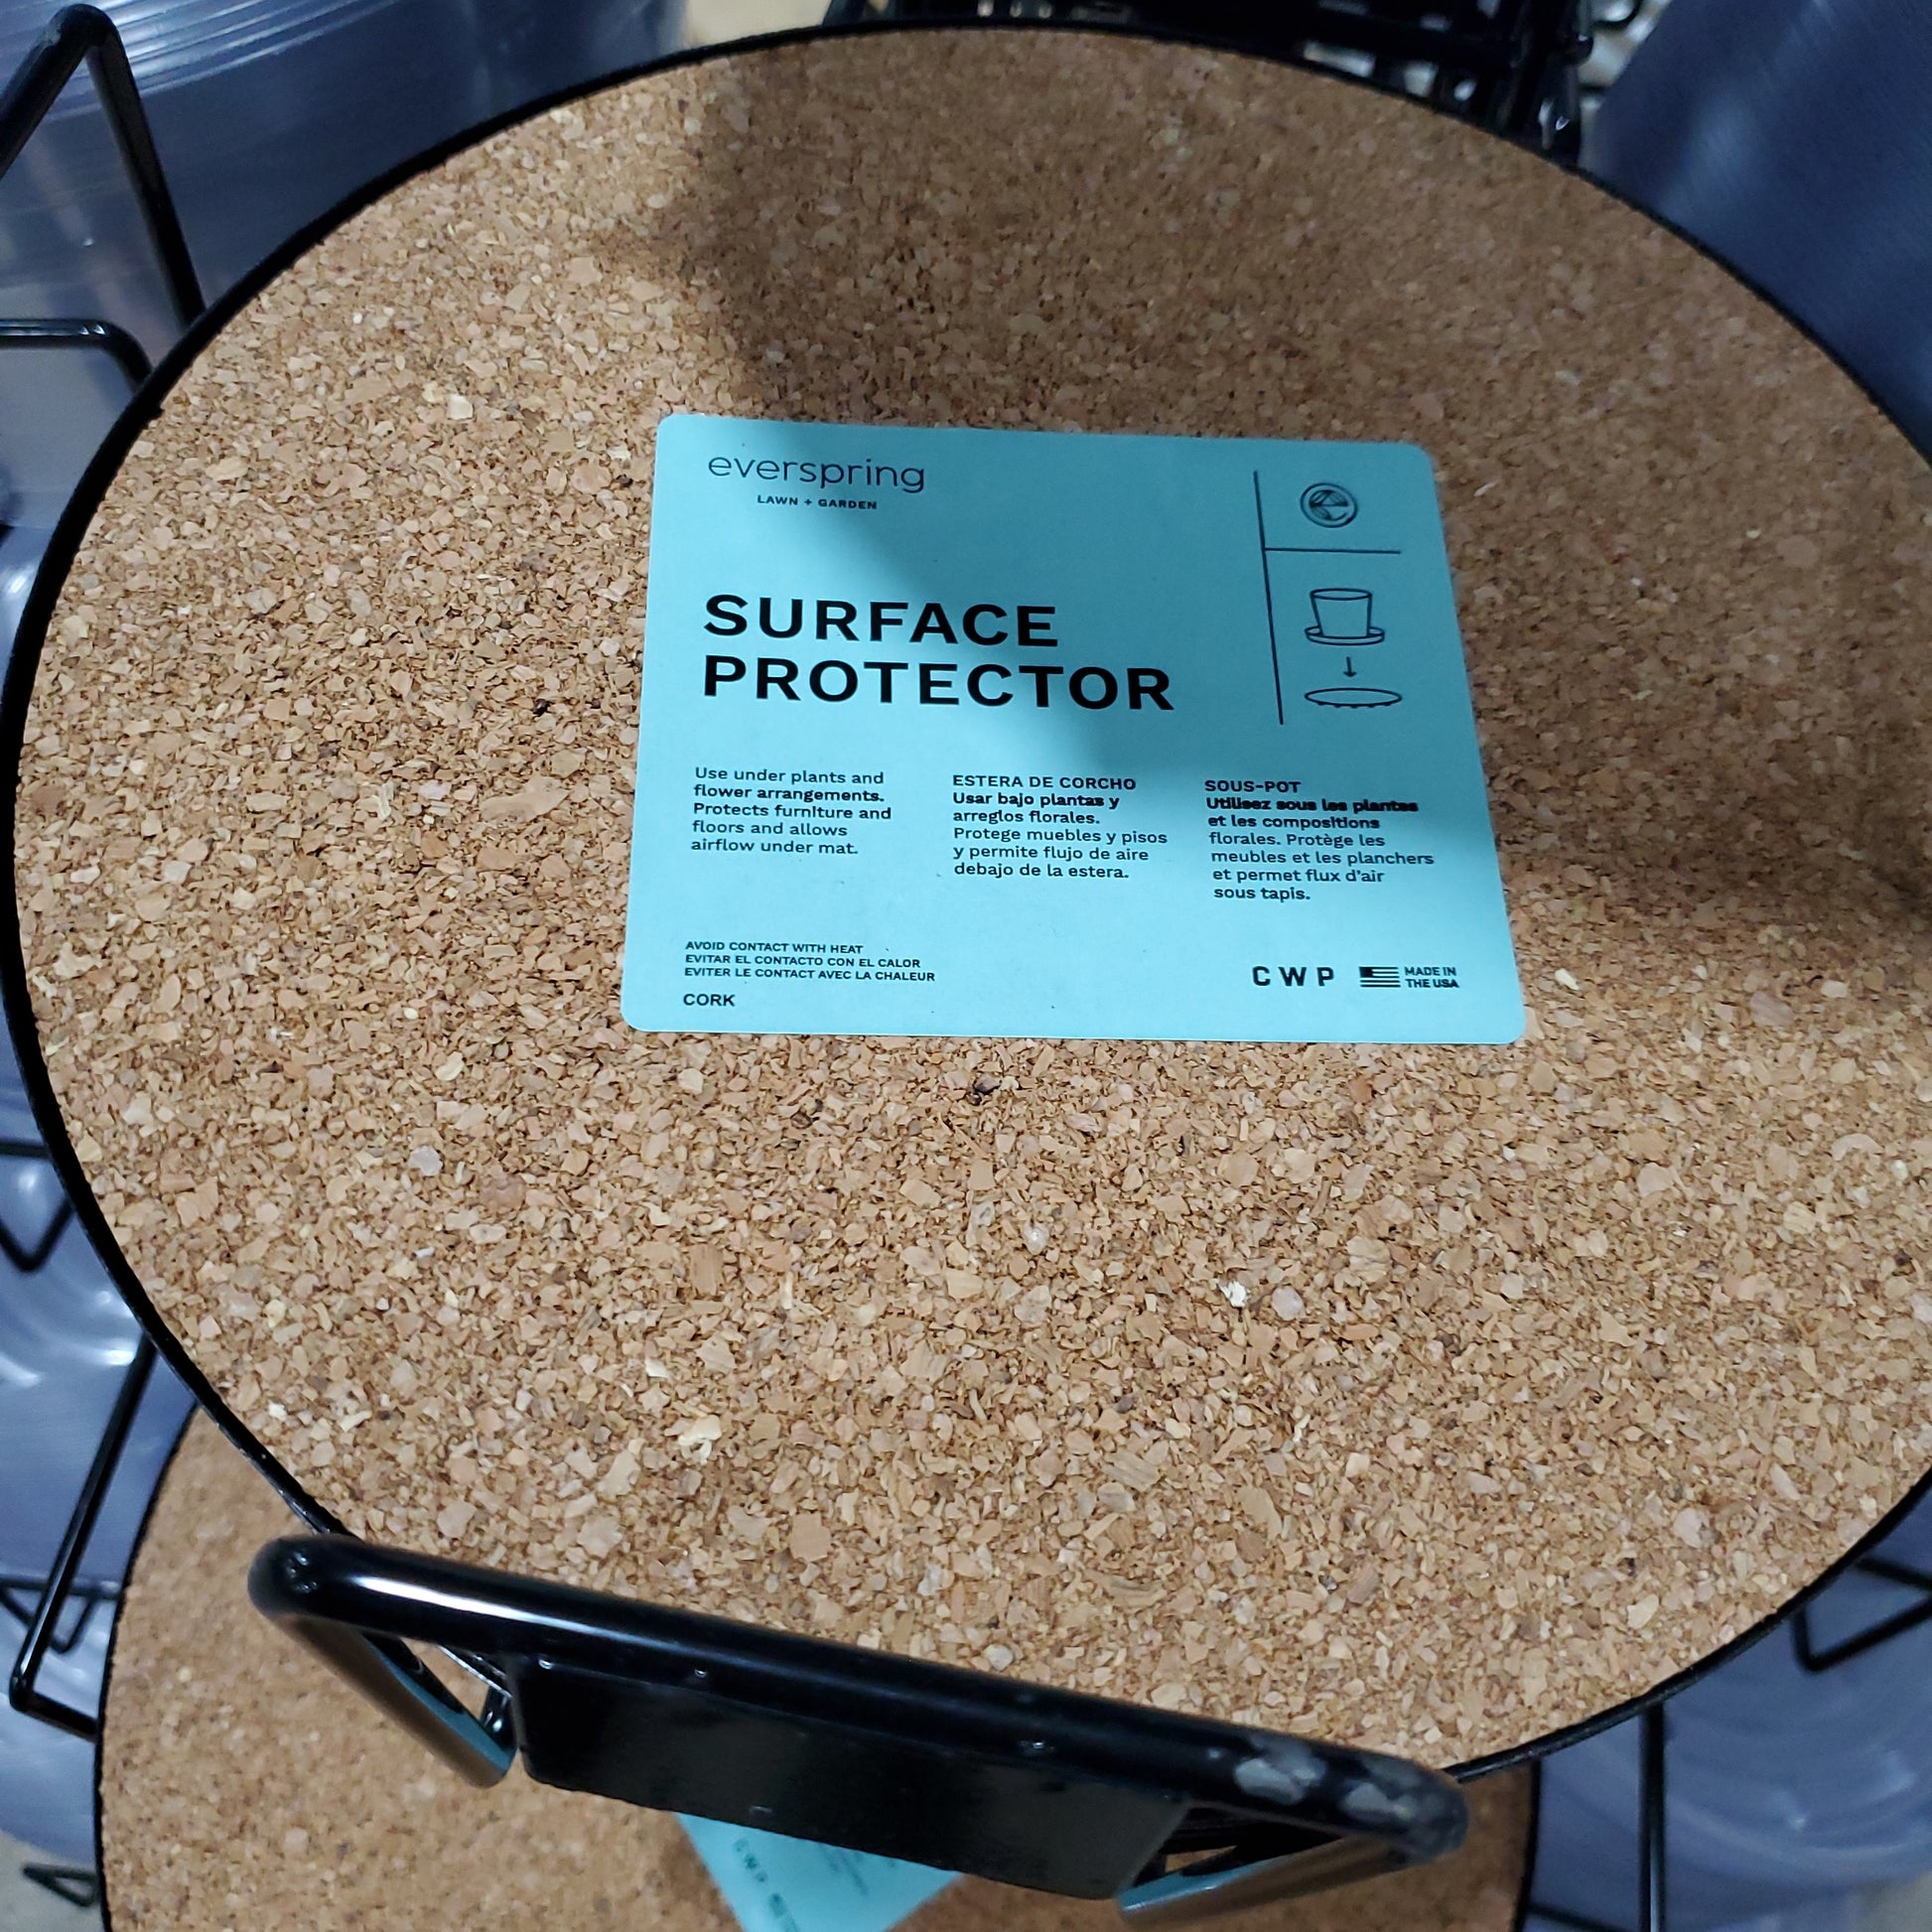 everspring
LAWN + GARDEN
SURFACE
PROTECTOR
Use under plants and
flower arrangements.
Protects furniture and
floors and allows
airflow under mat.
ESTERA DE CORCHO
Usar bajo plantas y
arreglos florales.
Protege muebles y pisos
y permite flujo de aire
debajo de la estera.
SOUS-POT
Utilisez sous les plantes
et les compositions
florales. Protège les
meubles et les planchers
et permet flux d'air
sous tapis.
AVOID CONTACT WITH HEAT
EVITAR EL CONTACTO CON EL CALOR
EVITER LE CONTACT AVEC LA CHALEUR
CORK
CWP
MADE IN
THE USA
CWP